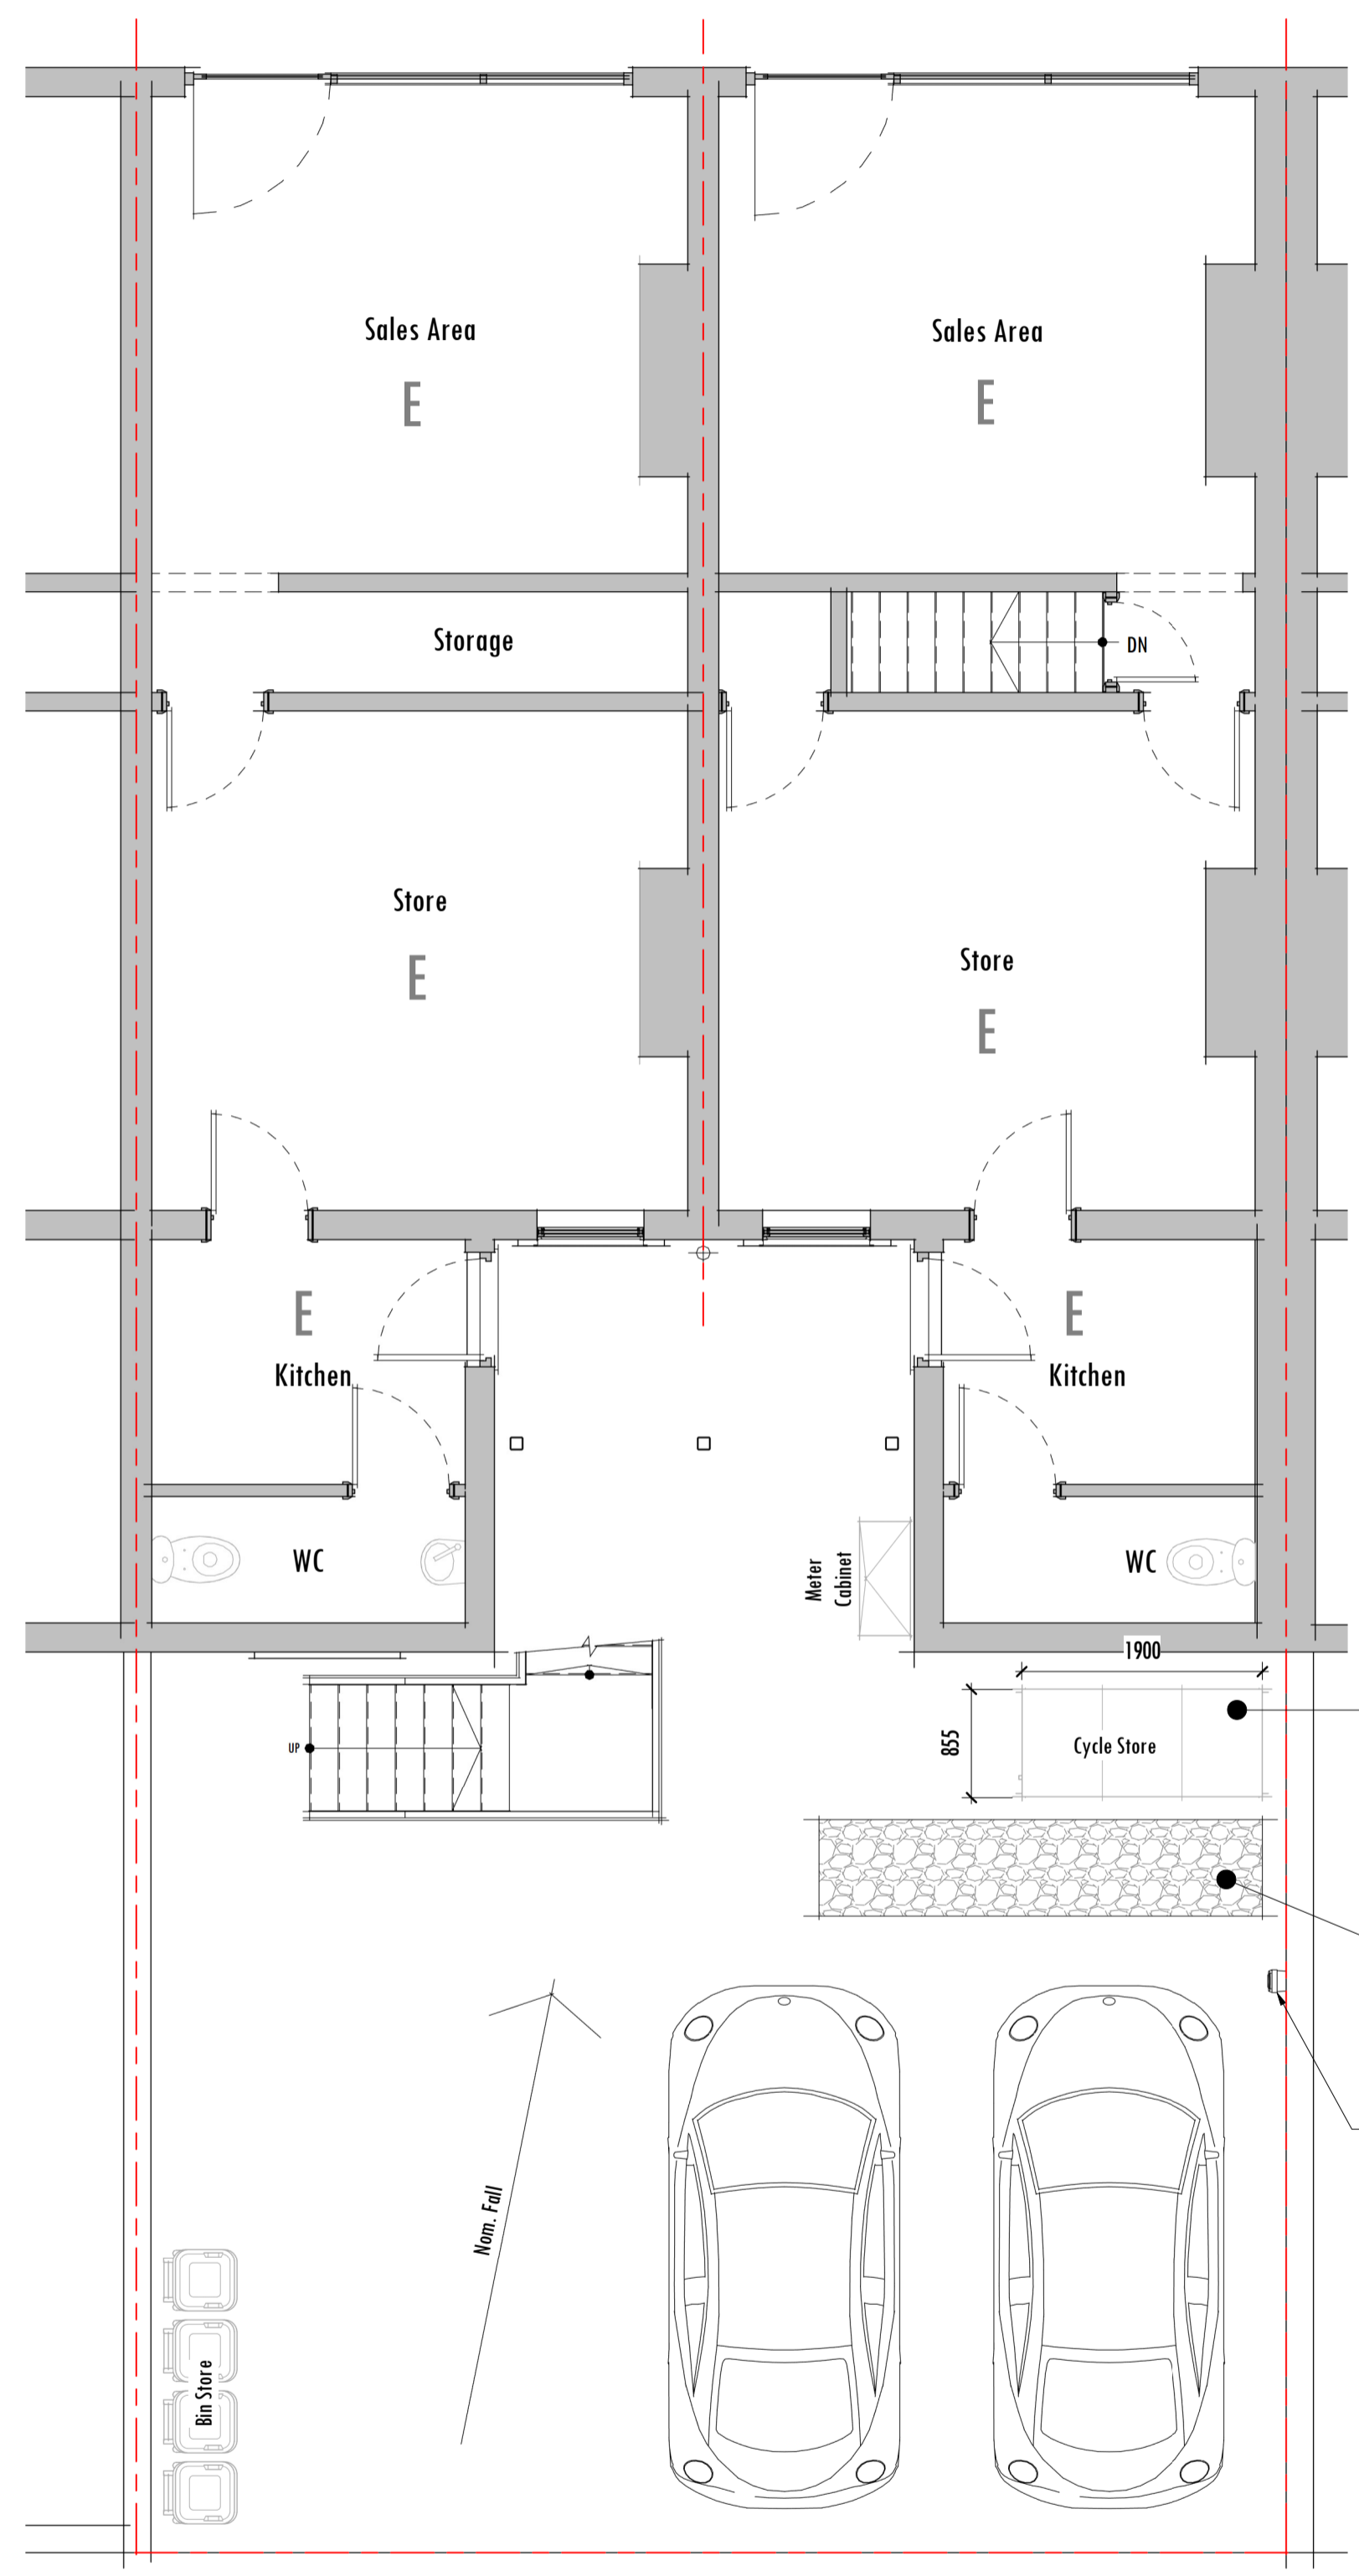 Sales Area
E
Sales Area
E
Storage
DN
Store
E
Store
E
E
Kitchen
E
Kitchen
WC
Meter
Cabinet
WC
1900
855
Cycle Store
UP
Nom. Fall
Bin Store